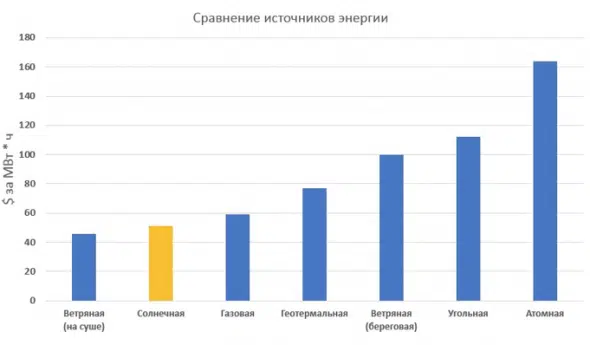 Сравнение источников энергии
180
160
140
120
100
80
60
40
20
0
$ за МВт * ч
Ветряная
(на суше)
Солнечная
Газовая
Геотермальная
Ветряная
(береговая)
Угольная
Атомная